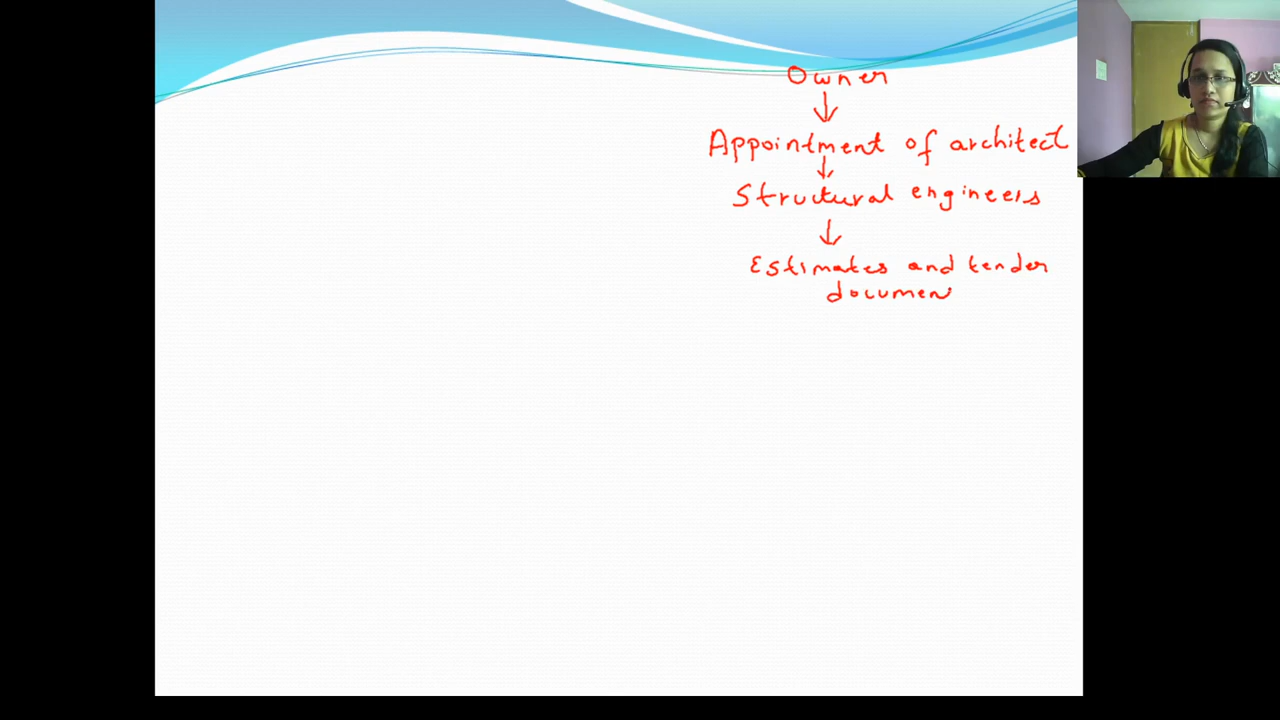 Owner
Appointment of architect
Structural engineers
Estimates and tender
documen